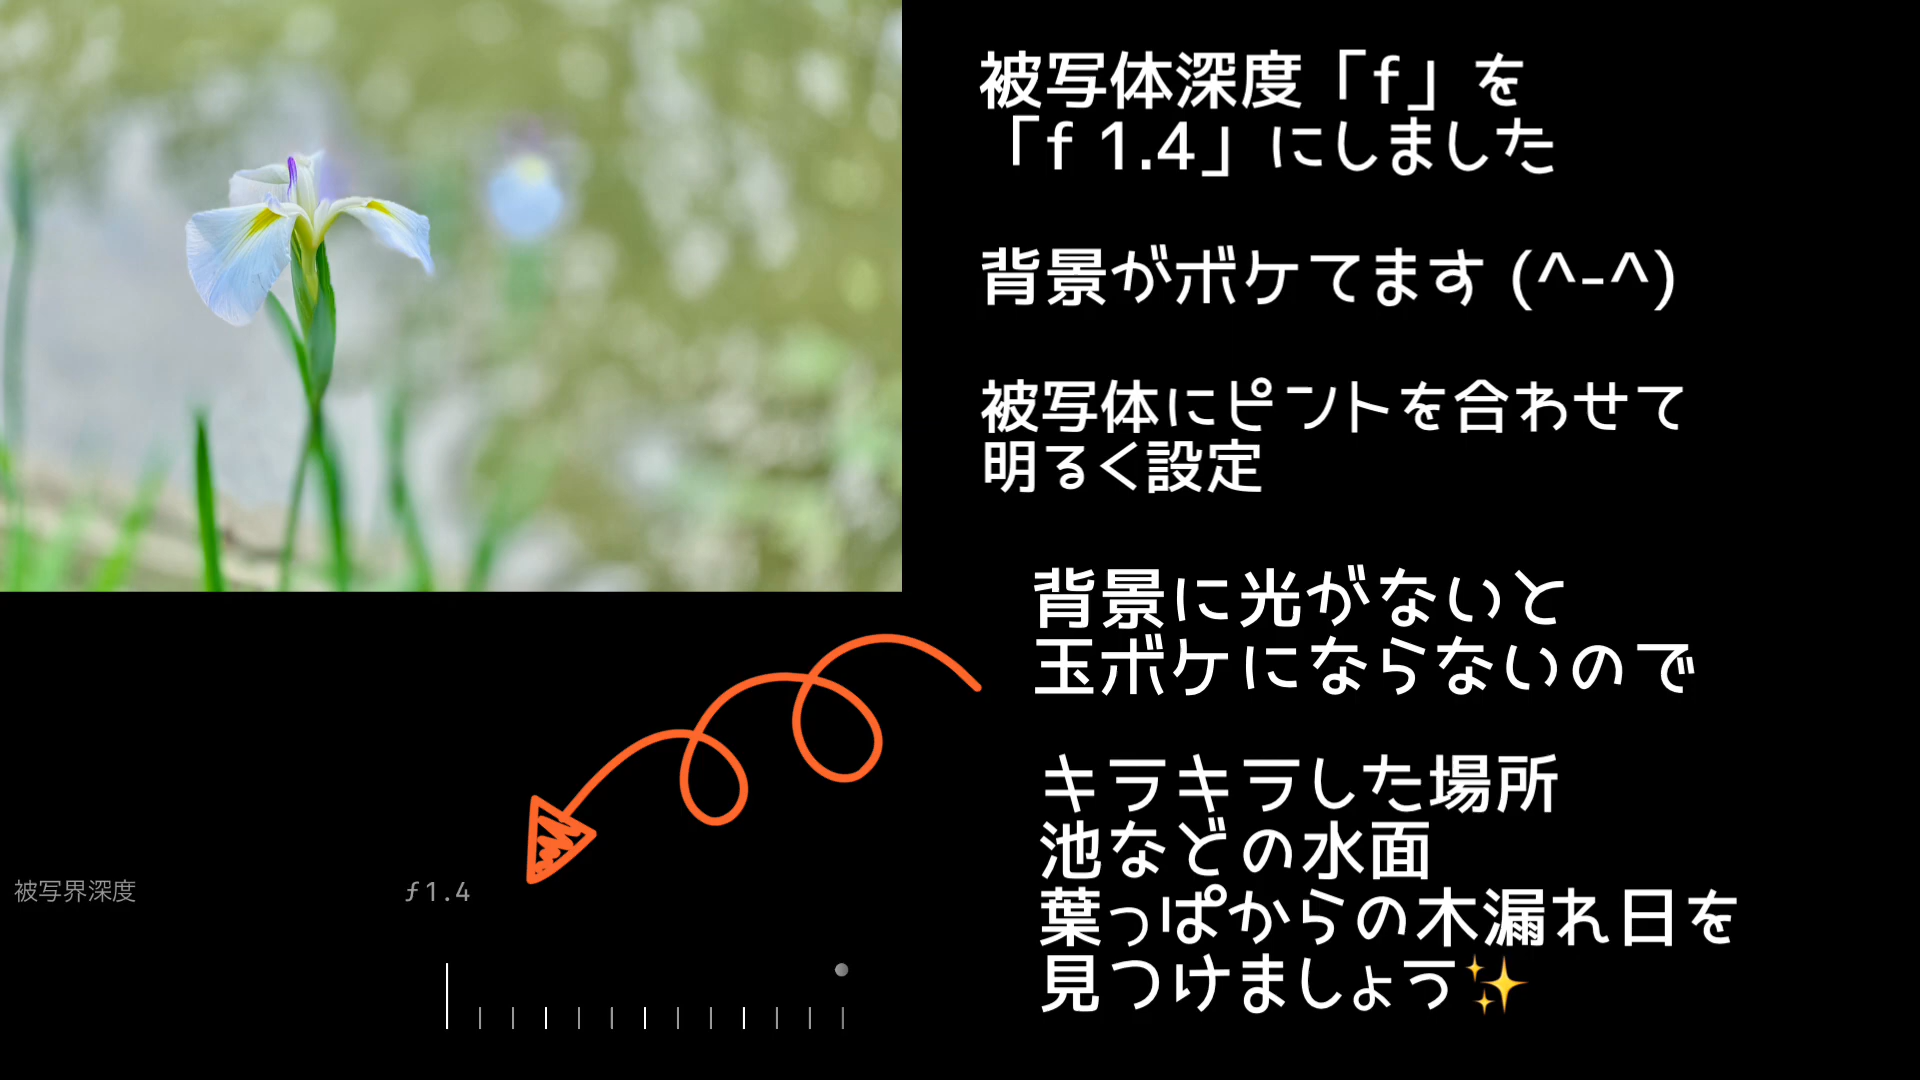 被写体深度「f」を
「f 1.4」にしました
背景がボケてます (^-^)
被写体にピントを合わせて
明るく設定
背景に光がないと
玉ボケにならないので
キラキラした場所
池などの水面
葉っぱからの木漏れ日を
見つけましょう✨
被写界深度
ƒ1.4